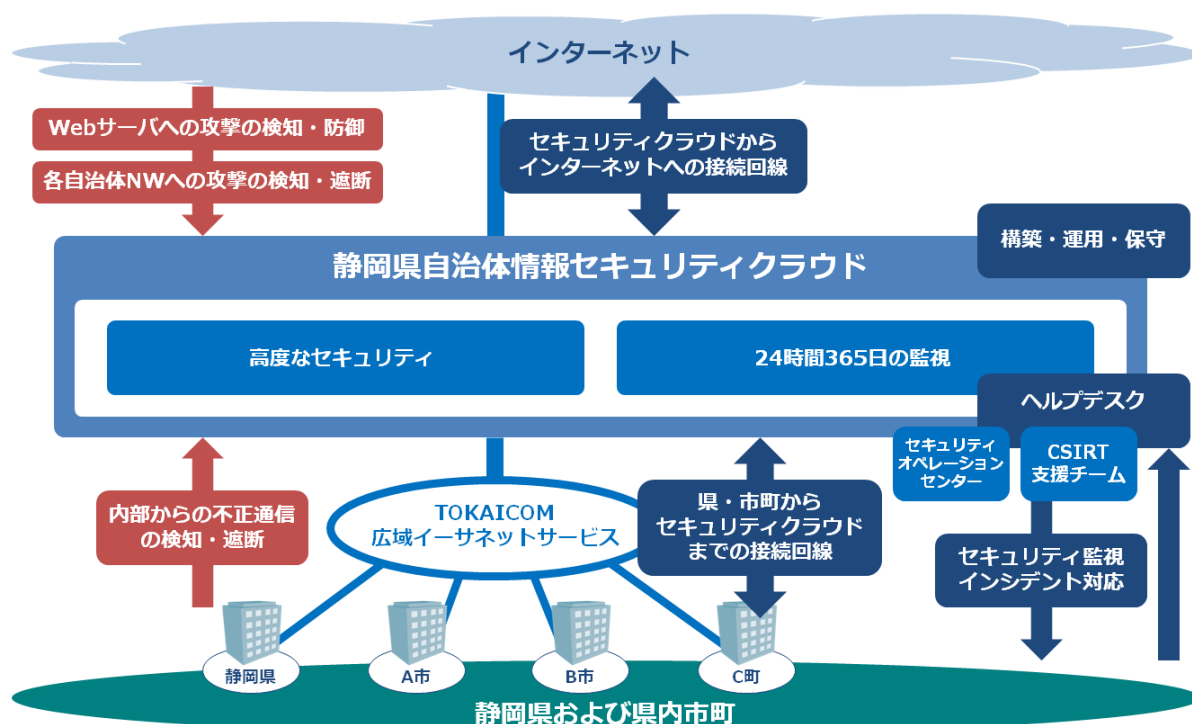 インターネット
Webサーバへの攻撃の検知・防御
各自治体NWへの攻撃の検知・遮断
セキュリティクラウドから
インターネットへの接続回線
構築・運用・保守
静岡県自治体情報セキュリティクラウド
高度なセキュリティ
24時間365日の監視
ヘルプデスク
セキュリティ
オペレーション
センター
CSIRT
支援チーム
内部からの不正通信
の検知・遮断
TOKAICOM
広域イーサネットサービス
県・市町から
セキュリティクラウド
までの接続回線
セキュリティ監視
インシデント対応
静岡県
A市
B市
C町
静岡県および県内市町